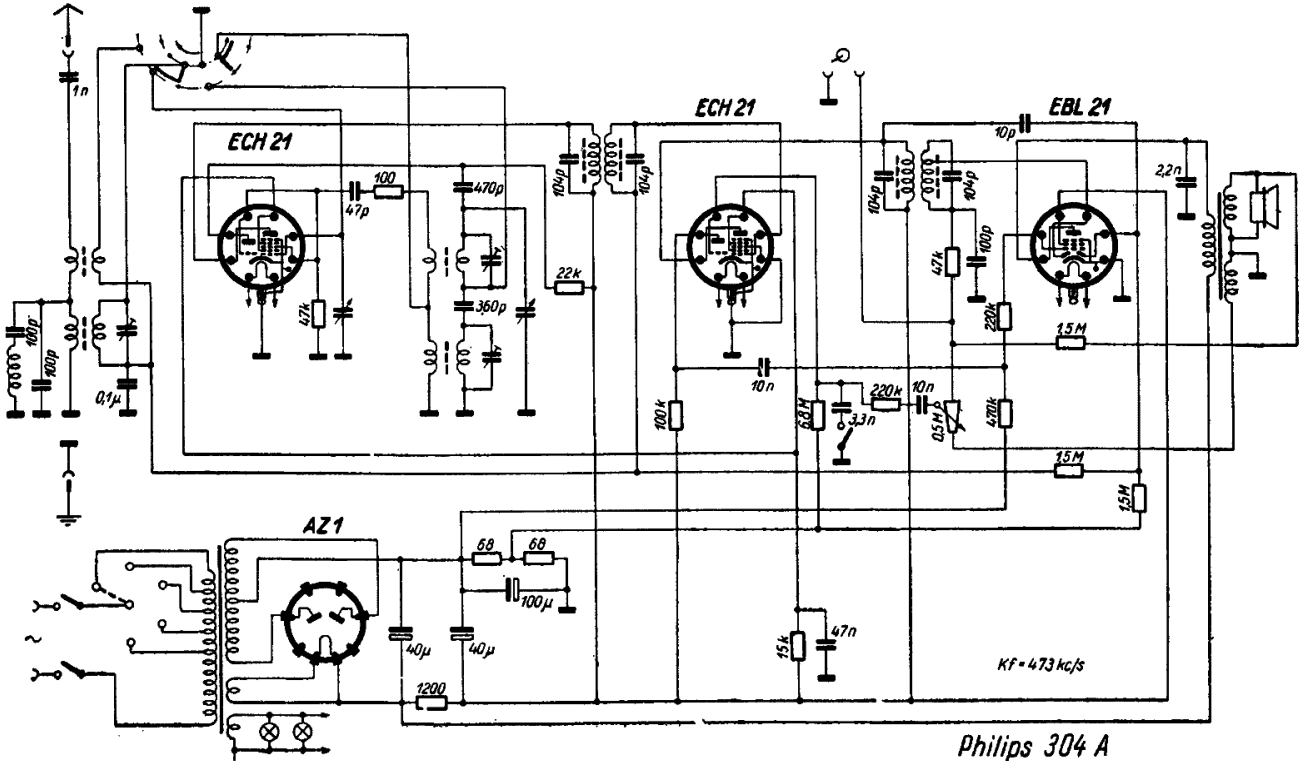 1n
ECH 21
ECH 21
EBL 21
10p
100
47p
470p
104p
104p
104p
104p
2,2n
100p
47k
22k
360p
47k
220k
1,5M
100p
100p
0,1µ
10n
100k
6,8M
220k
10n
3,3n
0,5M
470k
1,5M
1,5M
AZ1
68
68
100µ
40µ
40µ
15k
47n
Kf = 473 kc/s
1200
~
Philips 304 A